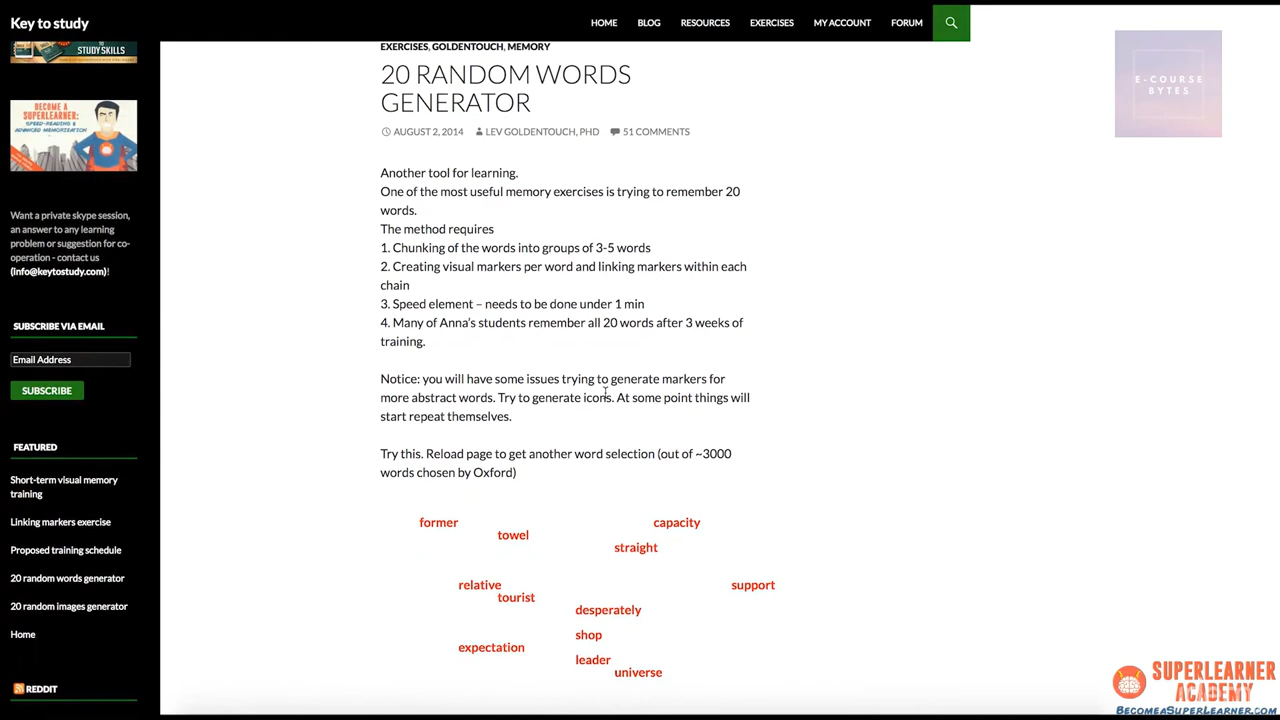 Key to study
HOME BLOG RESOURCES EXERCISES MY ACCOUNT FORUM
TO STUDY SKILLS
BECOME A
SUPERLEARNER:
SPEED-READING &
ADVANCED MEMORIZATION
Want a private skype session,
an answer to any learning
problem or suggestion for co-
operation - contact us
(info@keytostudy.com)!
SUBSCRIBE VIA EMAIL
Email Address
SUBSCRIBE
FEATURED
Short-term visual memory
training
Linking markers exercise
Proposed training schedule
20 random words generator
20 random images generator
Home
REDDIT
EXERCISES, GOLDENTOUCH, MEMORY
20 RANDOM WORDS
GENERATOR
AUGUST 2, 2014 LEV GOLDENTOUCH, PHD 51 COMMENTS
Another tool for learning.
One of the most useful memory exercises is trying to remember 20
words.
The method requires
1. Chunking of the words into groups of 3-5 words
2. Creating visual markers per word and linking markers within each
chain
3. Speed element – needs to be done under 1 min
4. Many of Anna's students remember all 20 words after 3 weeks of
training.
Notice: you will have some issues trying to generate markers for
more abstract words. Try to generate icons. At some point things will
start repeat themselves.
Try this. Reload page to get another word selection (out of ~3000
words chosen by Oxford)
former capacity
towel
straight
relative support
tourist
desperately
shop
expectation
leader
universe
E-COURSE
BYTES
SUPERLEARNER
ACADEMY
BECOMEASUPERLEARNER.COM